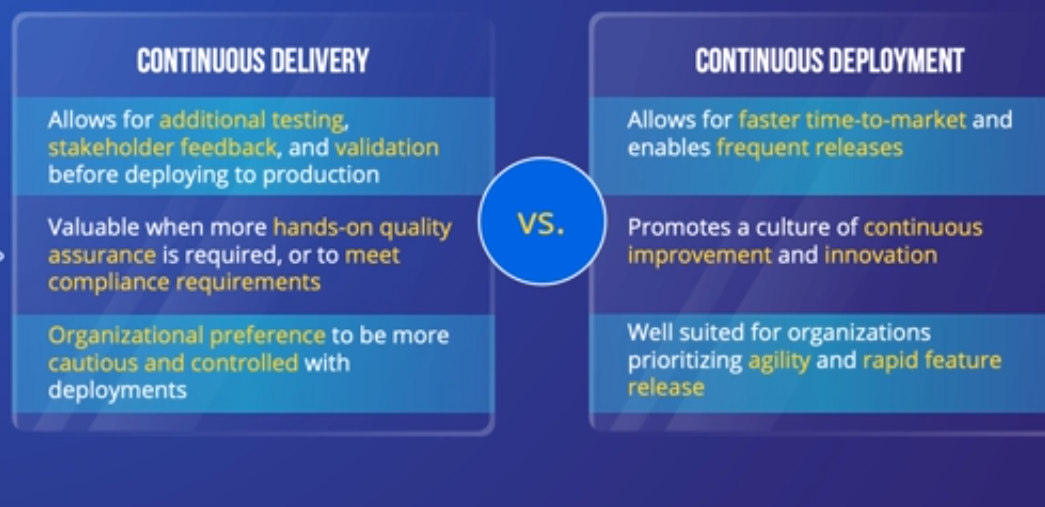 CONTINUOUS DELIVERY
Allows for additional testing,
stakeholder feedback, and validation
before deploying to production
Valuable when more hands-on quality
assurance is required, or to meet
compliance requirements
Organizational preference to be more
cautious and controlled with
deployments
vs.
CONTINUOUS DEPLOYMENT
Allows for faster time-to-market and
enables frequent releases
Promotes a culture of continuous
improvement and innovation
Well suited for organizations
prioritizing agility and rapid feature
release